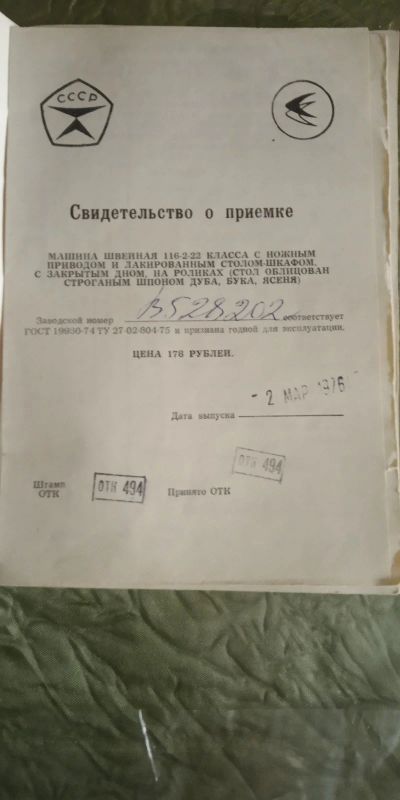 СССР
Свидетельство о приемке
МАШИНА ШВЕЙНАЯ 116-2-22 КЛАССА С НОЖНЫМ
ПРИВОДОМ И ЛАКИРОВАННЫМ СТОЛОМ-ШКАФОМ,
С ЗАКРЫТЫМ ДНОМ, НА РОЛИКАХ (СТОЛ ОБЛИЦОВАН
СТРОГАНЫМ ШПОНОМ ДУБА, БУКА, ЯСЕНЯ)
Заводской номер В528202 соответствует
ГОСТ 19930-74 ТУ 27-02-804-75 и признана годной для эксплуатации.
ЦЕНА 178 РУБЛЕЙ.
- 2 МАР 1976
Дата выпуска
ОТК 494
Штамп
ОТК
ОТК 494
Принято ОТК